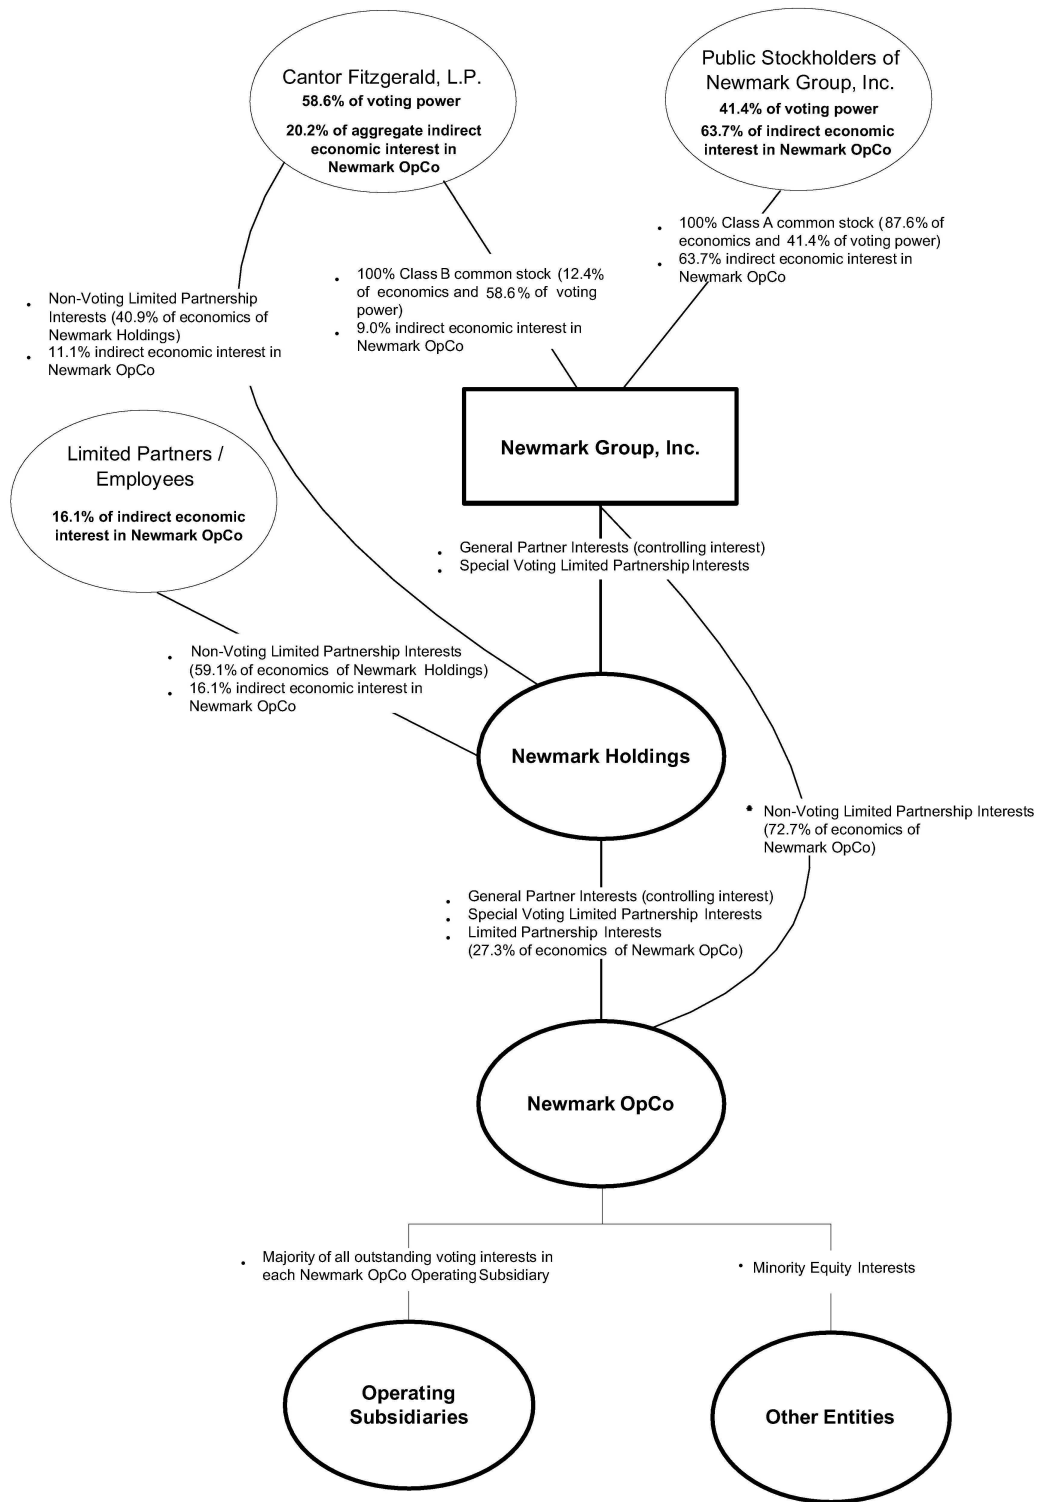 Cantor Fitzgerald, L.P.
58.6% of voting power
20.2% of aggregate indirect
economic interest in
Newmark OpCo
Public Stockholders of
Newmark Group, Inc.
41.4% of voting power
63.7% of indirect economic
interest in Newmark OpCo
• 100% Class A common stock (87.6% of
economics and 41.4% of voting power)
• 63.7% indirect economic interest in
Newmark OpCo
• 100% Class B common stock (12.4%
of economics and 58.6% of voting
power)
• 9.0% indirect economic interest in
Newmark OpCo
• Non-Voting Limited Partnership
Interests (40.9% of economics of
Newmark Holdings)
• 11.1% indirect economic interest in
Newmark OpCo
Newmark Group, Inc.
Limited Partners /
Employees
16.1% of indirect economic
interest in Newmark OpCo
• General Partner Interests (controlling interest)
• Special Voting Limited Partnership Interests
• Non-Voting Limited Partnership Interests
(59.1% of economics of Newmark Holdings)
• 16.1% indirect economic interest in
Newmark OpCo
Newmark Holdings
• Non-Voting Limited Partnership Interests
(72.7% of economics of
Newmark OpCo)
• General Partner Interests (controlling interest)
• Special Voting Limited Partnership Interests
• Limited Partnership Interests
(27.3% of economics of Newmark OpCo)
Newmark OpCo
• Majority of all outstanding voting interests in
each Newmark OpCo Operating Subsidiary
• Minority Equity Interests
Operating
Subsidiaries
Other Entities